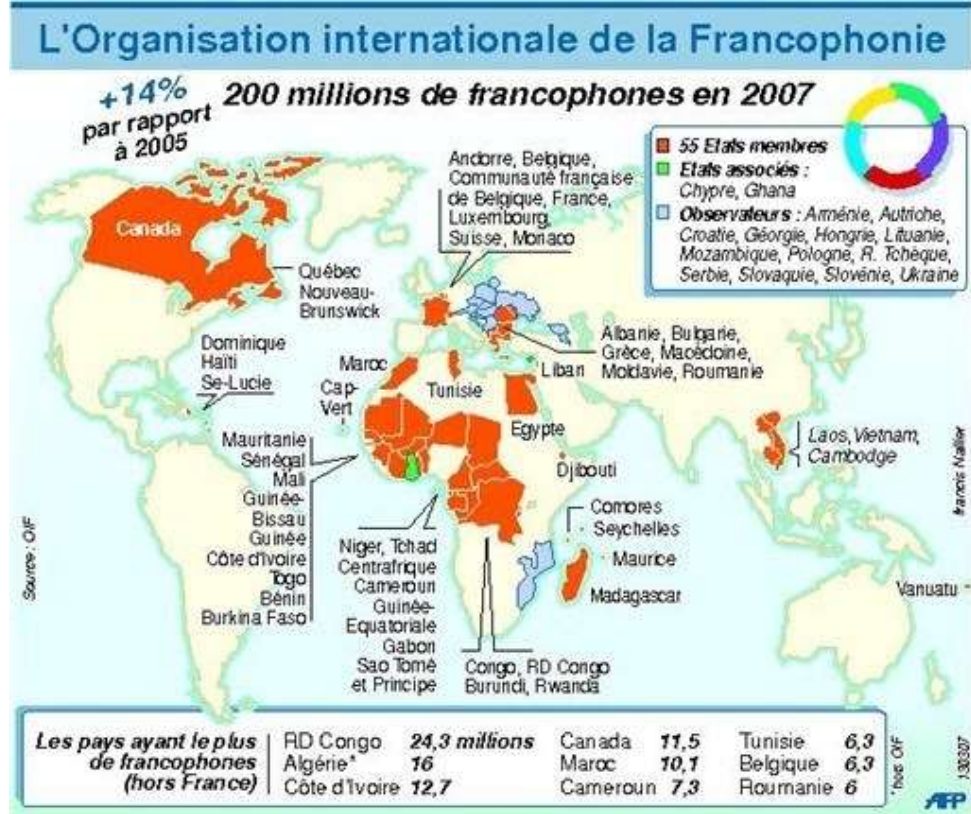 L'Organisation internationale de la Francophonie
+14%
par rapport
à 2005
200 millions de francophones en 2007
55 Etats membres
Etats associés :
Chypre, Ghana
Observateurs : Arménie, Autriche,
Croatie, Géorgie, Hongrie, Lituanie,
Mozambique, Pologne, R. Tchèque,
Serbie, Slovaquie, Slovénie, Ukraine
Andorre, Belgique,
Communauté française
de Belgique, France,
Luxembourg,
Suisse, Monaco
Canada
Québec
Nouveau-
Brunswick
Dominique
Haïti
Se-Lucie
Maroc
Cap-
Vert
Tunisie
Egypte
Liban
Albanie, Bulgarie,
Grèce, Macédoine,
Moldavie, Roumanie
Djibouti
Laos, Vietnam,
Cambodge
Mauritanie
Sénégal
Mali
Guinée-
Bissau
Guinée
Côte d'Ivoire
Togo
Bénin
Burkina Faso
Niger, Tchad
Centrafrique
Cameroun
Guinée-
Equatoriale
Gabon
Sao Tomé
et Principe
Congo, RD Congo
Burundi, Rwanda
Comores
Seychelles
Maurice
Madagascar
Vanuatu
Source : OIF
francis Nallier
Les pays ayant le plus
de francophones
(hors France)
RD Congo 24,3 millions
Algérie* 16
Côte d'Ivoire 12,7
Canada 11,5
Maroc 10,1
Cameroun 7,3
Tunisie 6,3
Belgique 6,3
Roumanie 6
*hors OIF
130307
AFP